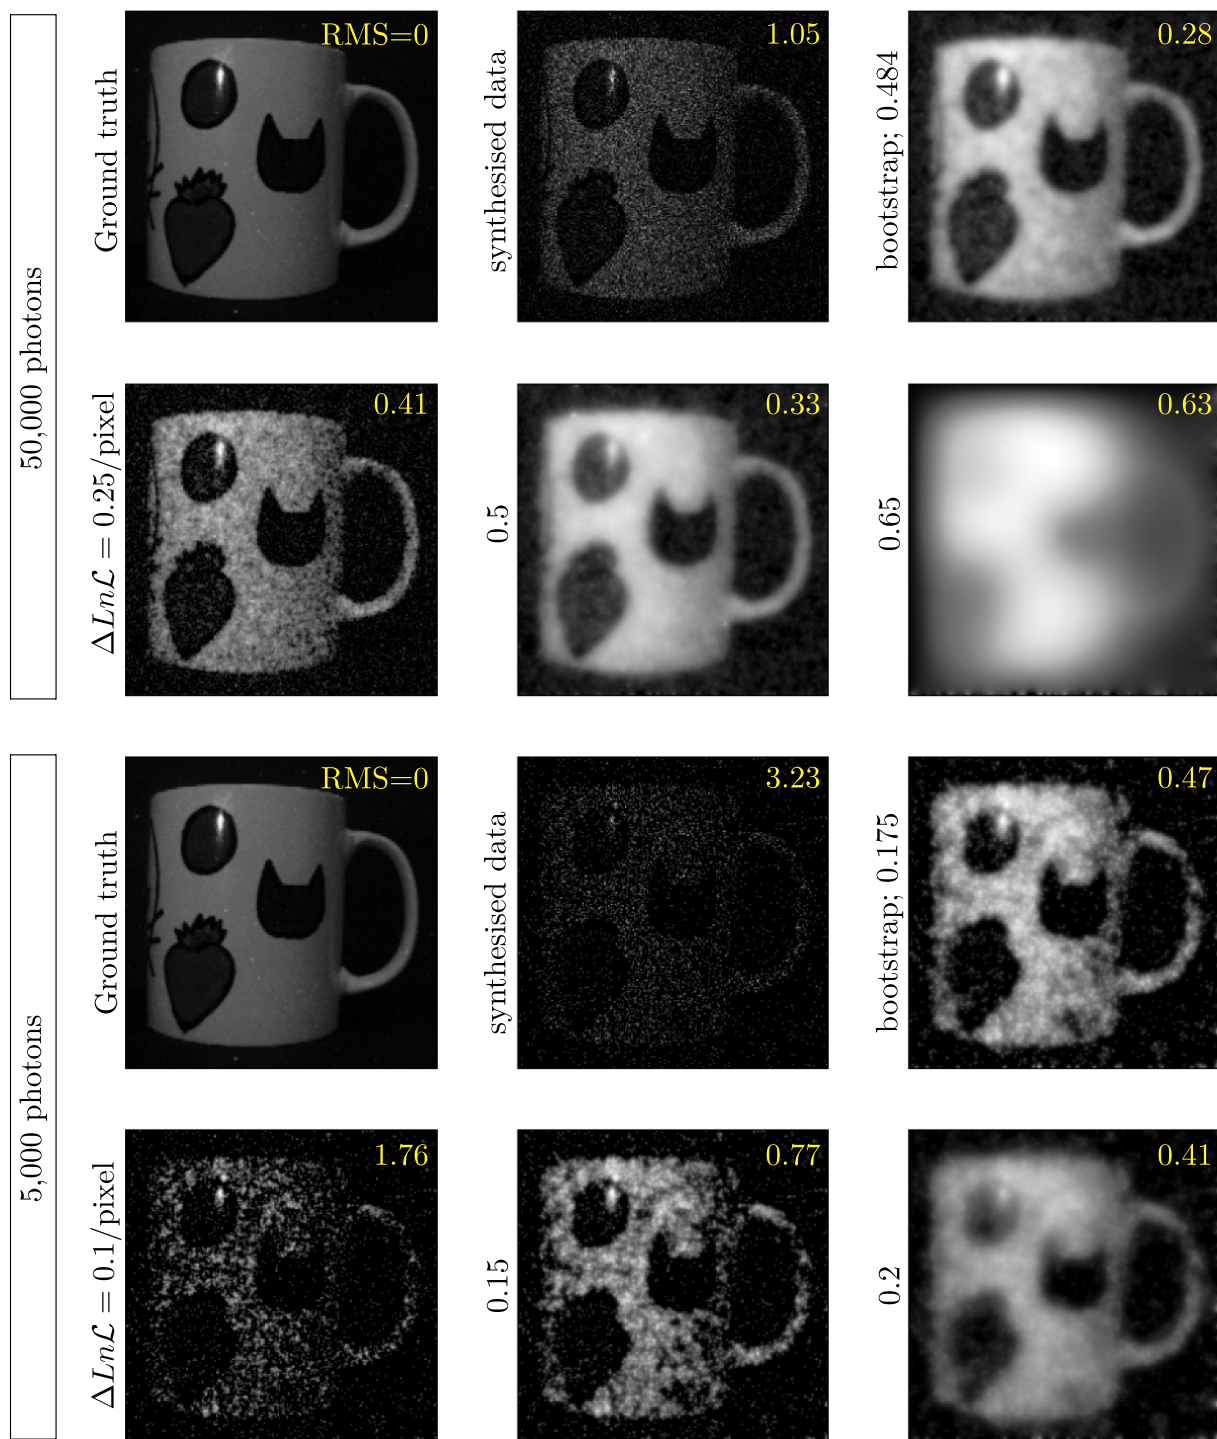 50,000 photons
Ground truth
RMS=0
synthesised data
1.05
bootstrap; 0.484
0.28
ΔLnℒ = 0.25/pixel
0.41
0.5
0.33
0.65
0.63
5,000 photons
Ground truth
RMS=0
synthesised data
3.23
bootstrap; 0.175
0.47
ΔLnℒ = 0.1/pixel
1.76
0.15
0.77
0.2
0.41